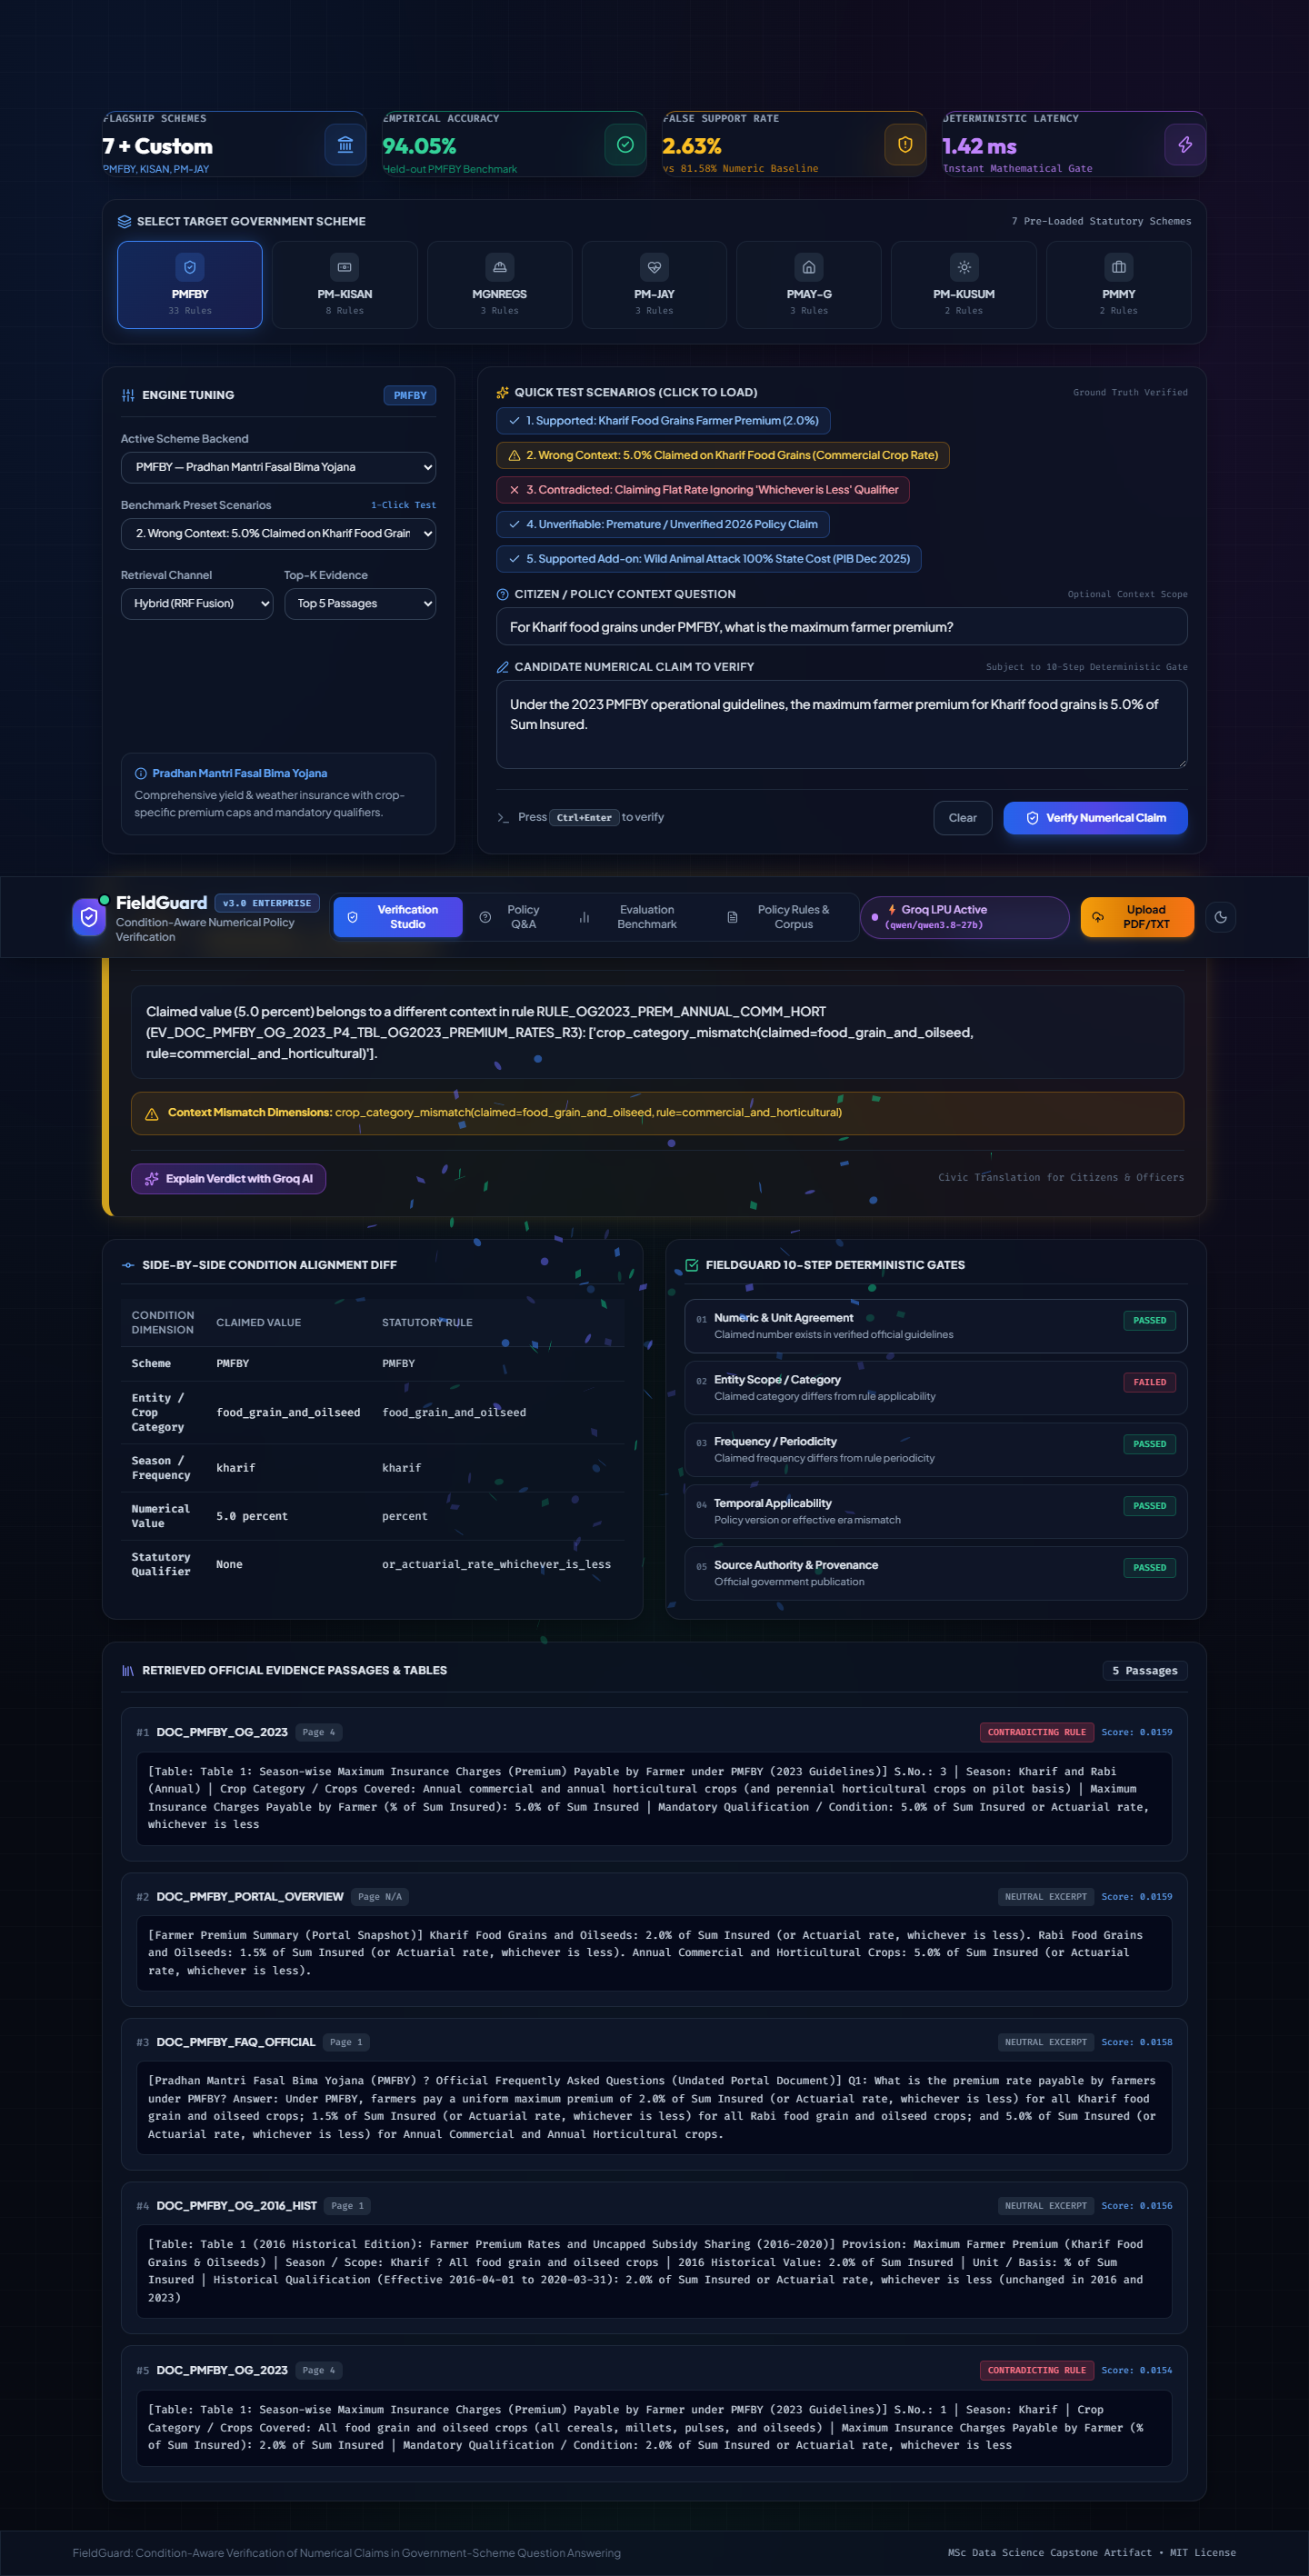 FLAGSHIP SCHEMES
7 + Custom
PMFBY, KISAN, PM-JAY
EMPIRICAL ACCURACY
94.05%
Held-out PMFBY Benchmark
FALSE SUPPORT RATE
2.63%
vs 81.58% Numeric Baseline
DETERMINISTIC LATENCY
1.42 ms
Instant Mathematical Gate
SELECT TARGET GOVERNMENT SCHEME
7 Pre-Loaded Statutory Schemes
PMFBY
33 Rules
PM-KISAN
8 Rules
MGNREGS
3 Rules
PM-JAY
3 Rules
PMAY-G
3 Rules
PM-KUSUM
2 Rules
PMMY
2 Rules
ENGINE TUNING
PMFBY
Active Scheme Backend
PMFBY — Pradhan Mantri Fasal Bima Yojana
Benchmark Preset Scenarios
1-Click Test
2. Wrong Context: 5.0% Claimed on Kharif Food Grain
Retrieval Channel
Top-K Evidence
Hybrid (RRF Fusion)
Top 5 Passages
Pradhan Mantri Fasal Bima Yojana
Comprehensive yield & weather insurance with crop-
specific premium caps and mandatory qualifiers.
QUICK TEST SCENARIOS (CLICK TO LOAD)
Ground Truth Verified
1. Supported: Kharif Food Grains Farmer Premium (2.0%)
2. Wrong Context: 5.0% Claimed on Kharif Food Grains (Commercial Crop Rate)
3. Contradicted: Claiming Flat Rate Ignoring 'Whichever is Less' Qualifier
4. Unverifiable: Premature / Unverified 2026 Policy Claim
5. Supported Add-on: Wild Animal Attack 100% State Cost (PIB Dec 2025)
CITIZEN / POLICY CONTEXT QUESTION
Optional Context Scope
For Kharif food grains under PMFBY, what is the maximum farmer premium?
CANDIDATE NUMERICAL CLAIM TO VERIFY
Subject to 10-Step Deterministic Gate
Under the 2023 PMFBY operational guidelines, the maximum farmer premium for Kharif food grains is 5.0% of
Sum Insured.
Press Ctrl+Enter to verify
Clear
Verify Numerical Claim
FieldGuard
v3.0 ENTERPRISE
Condition-Aware Numerical Policy
Verification
Verification
Studio
Policy
Q&A
Evaluation
Benchmark
Policy Rules &
Corpus
Groq LPU Active
(qwen/qwen3.8-27b)
Upload
PDF/TXT
Claimed value (5.0 percent) belongs to a different context in rule RULE_OG2023_PREM_ANNUAL_COMM_HORT
(EV_DOC_PMFBY_OG_2023_P4_TBL_OG2023_PREMIUM_RATES_R3): ['crop_category_mismatch(claimed=food_grain_and_oilseed,
rule=commercial_and_horticultural)'].
Context Mismatch Dimensions: crop_category_mismatch(claimed=food_grain_and_oilseed, rule=commercial_and_horticultural)
Explain Verdict with Groq AI
Civic Translation for Citizens & Officers
SIDE-BY-SIDE CONDITION ALIGNMENT DIFF
CONDITION
DIMENSION
CLAIMED VALUE
STATUTORY RULE
Scheme
PMFBY
PMFBY
Entity /
Crop
Category
food_grain_and_oilseed
food_grain_and_oilseed
Season /
Frequency
kharif
kharif
Numerical
Value
5.0 percent
percent
Statutory
Qualifier
None
or_actuarial_rate_whichever_is_less
FIELDGUARD 10-STEP DETERMINISTIC GATES
01 Numeric & Unit Agreement
Claimed number exists in verified official guidelines
PASSED
02 Entity Scope / Category
Claimed category differs from rule applicability
FAILED
03 Frequency / Periodicity
Claimed frequency differs from rule periodicity
PASSED
04 Temporal Applicability
Policy version or effective era mismatch
PASSED
05 Source Authority & Provenance
Official government publication
PASSED
RETRIEVED OFFICIAL EVIDENCE PASSAGES & TABLES
5 Passages
#1 DOC_PMFBY_OG_2023 Page 4
CONTRADICTING RULE Score: 0.0159
[Table: Table 1: Season-wise Maximum Insurance Charges (Premium) Payable by Farmer under PMFBY (2023 Guidelines)] S.No.: 3 | Season: Kharif and Rabi
(Annual) | Crop Category / Crops Covered: Annual commercial and annual horticultural crops (and perennial horticultural crops on pilot basis) | Maximum
Insurance Charges Payable by Farmer (% of Sum Insured): 5.0% of Sum Insured | Mandatory Qualification / Condition: 5.0% of Sum Insured or Actuarial rate,
whichever is less
#2 DOC_PMFBY_PORTAL_OVERVIEW Page N/A
NEUTRAL EXCERPT Score: 0.0159
[Farmer Premium Summary (Portal Snapshot)] Kharif Food Grains and Oilseeds: 2.0% of Sum Insured (or Actuarial rate, whichever is less). Rabi Food Grains
and Oilseeds: 1.5% of Sum Insured (or Actuarial rate, whichever is less). Annual Commercial and Horticultural Crops: 5.0% of Sum Insured (or Actuarial
rate, whichever is less).
#3 DOC_PMFBY_FAQ_OFFICIAL Page 1
NEUTRAL EXCERPT Score: 0.0158
[Pradhan Mantri Fasal Bima Yojana (PMFBY) ? Official Frequently Asked Questions (Undated Portal Document)] Q1: What is the premium rate payable by farmers
under PMFBY? Answer: Under PMFBY, farmers pay a uniform maximum premium of 2.0% of Sum Insured (or Actuarial rate, whichever is less) for all Kharif food
grain and oilseed crops; 1.5% of Sum Insured (or Actuarial rate, whichever is less) for all Rabi food grain and oilseed crops; and 5.0% of Sum Insured (or
Actuarial rate, whichever is less) for Annual Commercial and Annual Horticultural crops.
#4 DOC_PMFBY_OG_2016_HIST Page 1
NEUTRAL EXCERPT Score: 0.0156
[Table: Table 1 (2016 Historical Edition): Farmer Premium Rates and Uncapped Subsidy Sharing (2016-2020)] Provision: Maximum Farmer Premium (Kharif Food
Grains & Oilseeds) | Season / Scope: Kharif ? All food grain and oilseed crops | 2016 Historical Value: 2.0% of Sum Insured | Unit / Basis: % of Sum
Insured | Historical Qualification (Effective 2016-04-01 to 2020-03-31): 2.0% of Sum Insured or Actuarial rate, whichever is less (unchanged in 2016 and
2023)
#5 DOC_PMFBY_OG_2023 Page 4
CONTRADICTING RULE Score: 0.0154
[Table: Table 1: Season-wise Maximum Insurance Charges (Premium) Payable by Farmer under PMFBY (2023 Guidelines)] S.No.: 1 | Season: Kharif | Crop
Category / Crops Covered: All food grain and oilseed crops (all cereals, millets, pulses, and oilseeds) | Maximum Insurance Charges Payable by Farmer (%
of Sum Insured): 2.0% of Sum Insured | Mandatory Qualification / Condition: 2.0% of Sum Insured or Actuarial rate, whichever is less
FieldGuard: Condition-Aware Verification of Numerical Claims in Government-Scheme Question Answering
MSc Data Science Capstone Artifact • MIT License